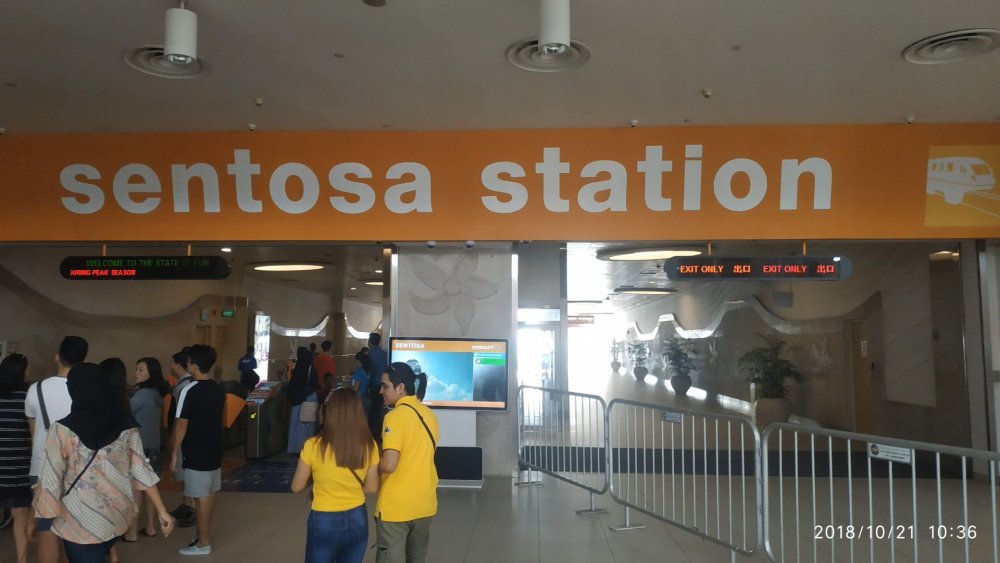 sentosa station
WELCOME TO THE STATE OF FUN
DURING PEAK SEASON
EXIT ONLY 出口 EXIT ONLY 出口
SENTOSA
2018/10/21 10:36